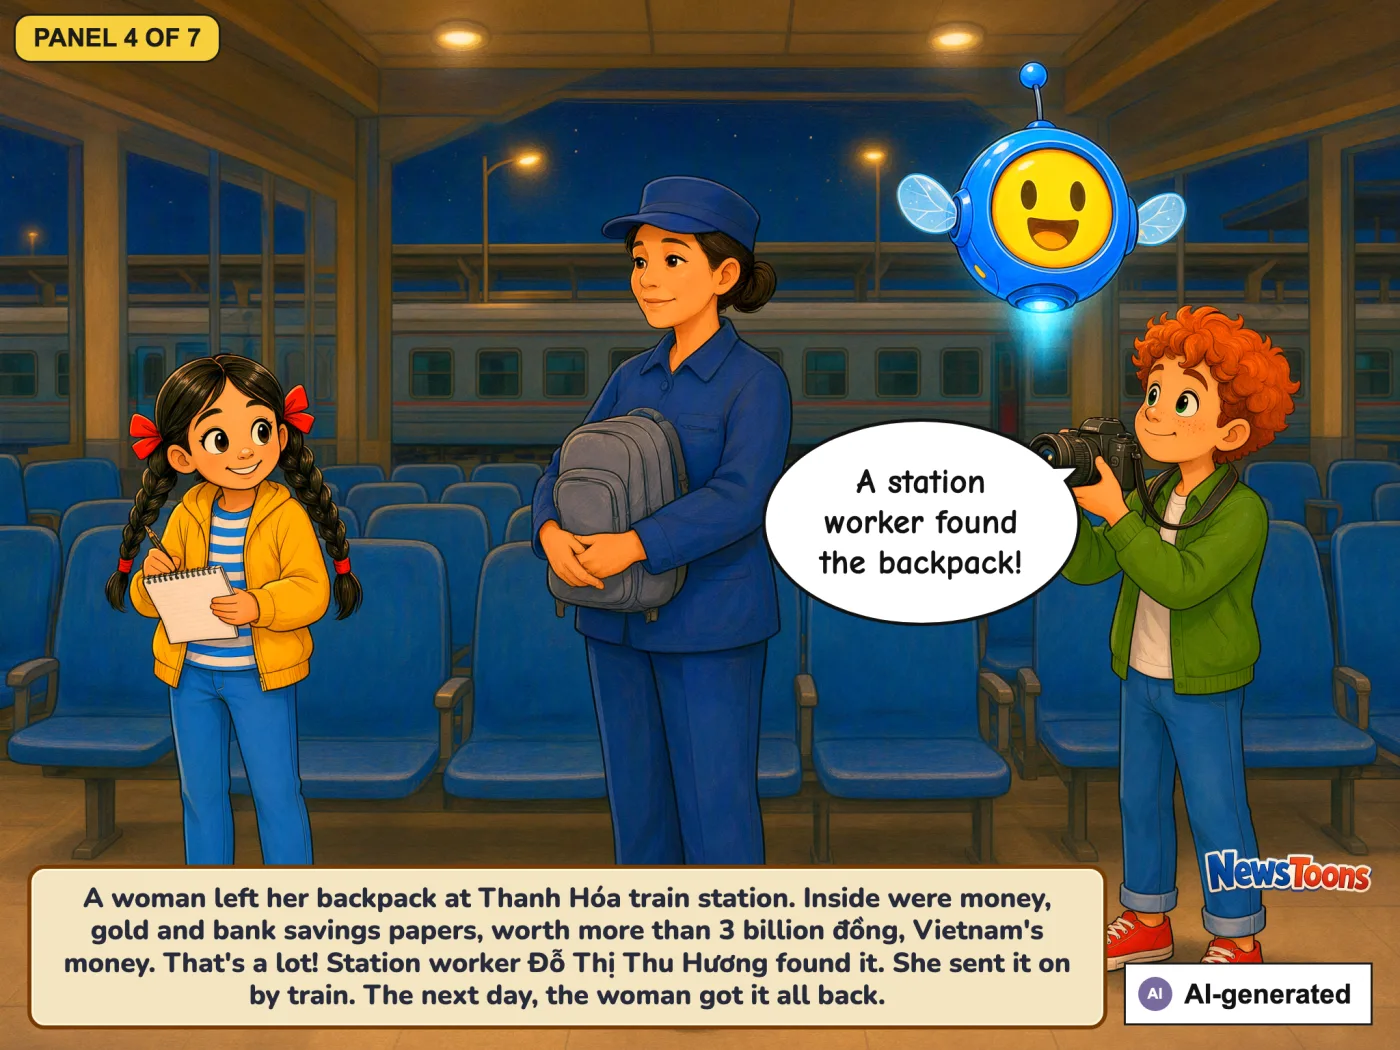 PANEL 4 OF 7
A station
worker found
the backpack!
NEWSTOONS
A woman left her backpack at Thanh Hóa train station. Inside were money,
gold and bank savings papers, worth more than 3 billion đồng, Vietnam's
money. That's a lot! Station worker Đỗ Thị Thu Hương found it. She sent it on
by train. The next day, the woman got it all back.
AI AI-generated